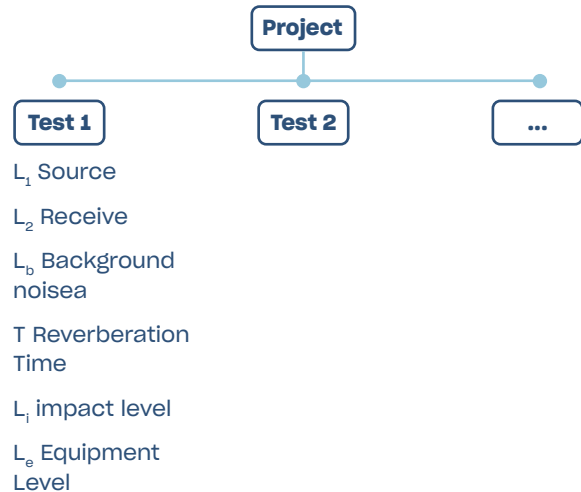 Project
Test 1
Test 2
...
L₁ Source
L₂ Receive
L_b Background
noisea
T Reverberation
Time
Lᵢ impact level
Lₑ Equipment
Level